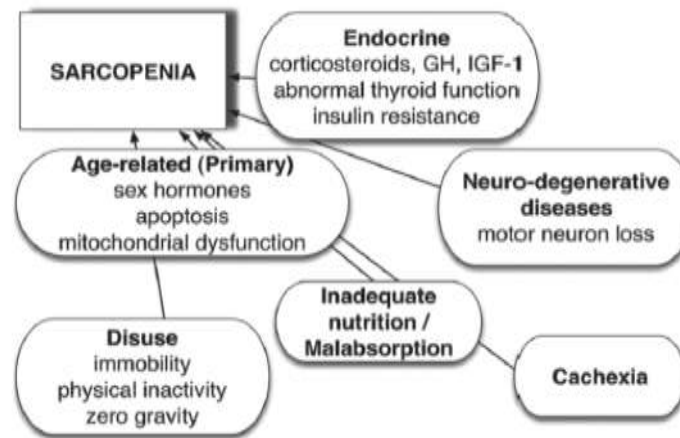 SARCOPENIA
Endocrine
corticosteroids, GH, IGF-1
abnormal thyroid function
insulin resistance
Age-related (Primary)
sex hormones
apoptosis
mitochondrial dysfunction
Neuro-degenerative
diseases
motor neuron loss
Inadequate
nutrition /
Malabsorption
Disuse
immobility
physical inactivity
zero gravity
Cachexia